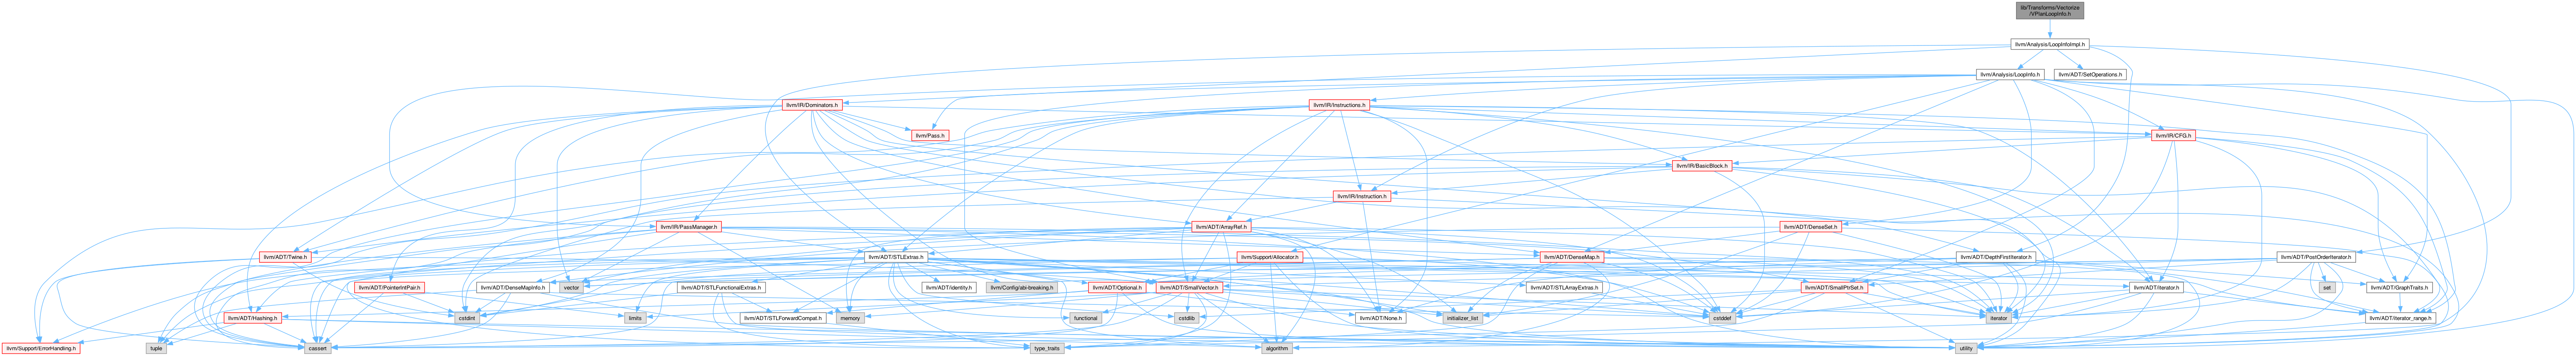 lib/Transforms/Vectorize
/VPlanLoopInfo.h
llvm/Analysis/LoopInfoImpl.h
llvm/Analysis/LoopInfo.h
llvm/ADT/SetOperations.h
llvm/IR/Dominators.h
llvm/IR/Instructions.h
llvm/Pass.h
llvm/IR/CFG.h
llvm/IR/BasicBlock.h
llvm/IR/Instruction.h
llvm/IR/PassManager.h
llvm/ADT/ArrayRef.h
llvm/ADT/DenseSet.h
llvm/ADT/Twine.h
llvm/ADT/STLExtras.h
llvm/Support/Allocator.h
llvm/ADT/DenseMap.h
llvm/ADT/DepthFirstIterator.h
llvm/ADT/PostOrderIterator.h
llvm/ADT/PointerIntPair.h
llvm/ADT/DenseMapInfo.h
vector
llvm/ADT/STLFunctionalExtras.h
llvm/ADT/identity.h
llvm/Config/abi-breaking.h
llvm/ADT/Optional.h
llvm/ADT/SmallVector.h
llvm/ADT/STLArrayExtras.h
llvm/ADT/SmallPtrSet.h
llvm/ADT/iterator.h
set
llvm/ADT/GraphTraits.h
llvm/ADT/Hashing.h
cstdint
limits
llvm/ADT/STLForwardCompat.h
memory
functional
cstdlib
llvm/ADT/None.h
initializer_list
cstddef
iterator
llvm/ADT/iterator_range.h
llvm/Support/ErrorHandling.h
tuple
cassert
type_traits
algorithm
utility